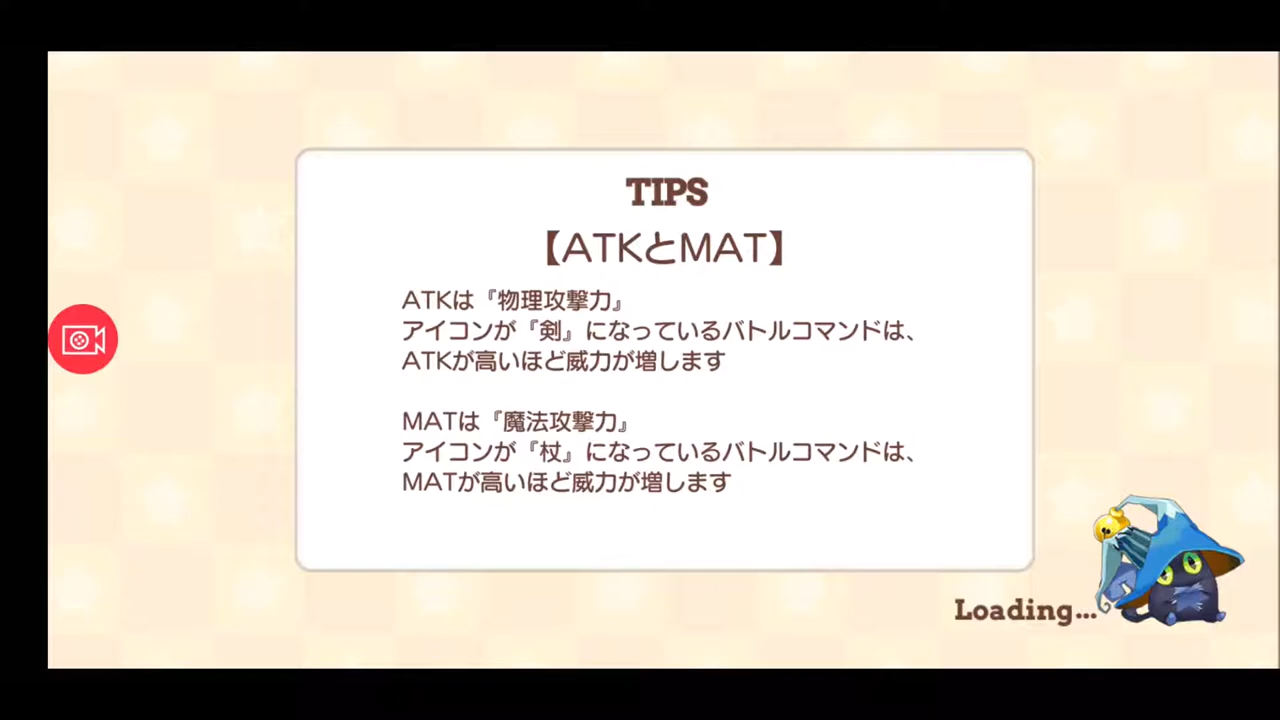 TIPS
【ATKとMAT】
ATKは『物理攻撃力』
アイコンが『剣』になっているバトルコマンドは、
ATKが高いほど威力が増します
MATは『魔法攻撃力』
アイコンが『杖』になっているバトルコマンドは、
MATが高いほど威力が増します
Loading...